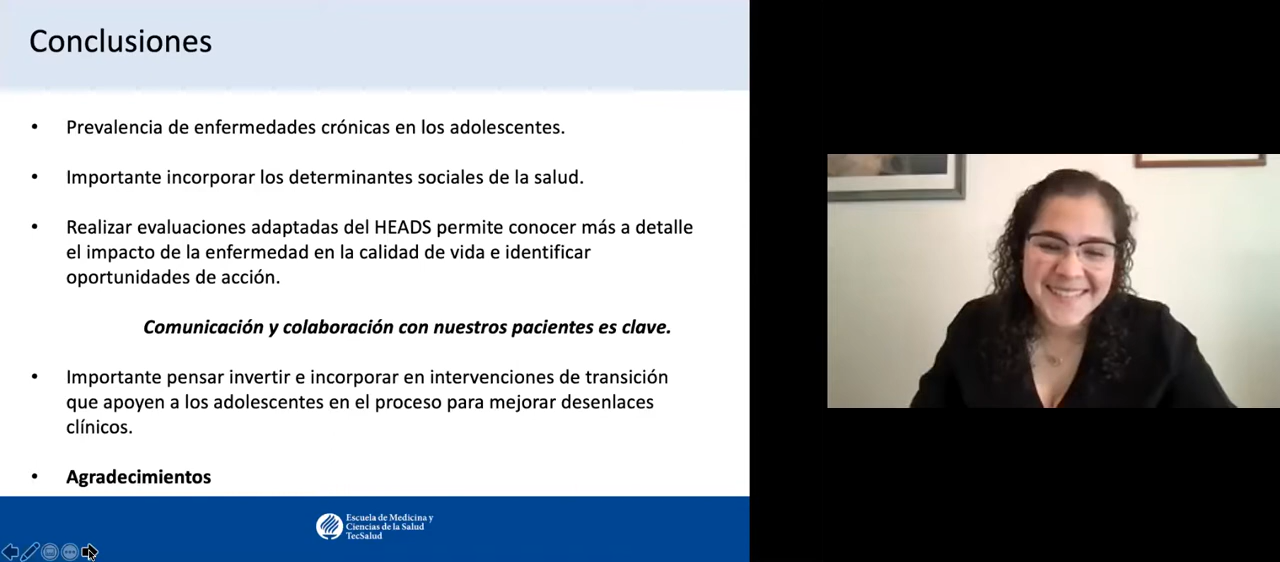 Conclusiones
• Prevalencia de enfermedades crónicas en los adolescentes.
• Importante incorporar los determinantes sociales de la salud.
• Realizar evaluaciones adaptadas del HEADS permite conocer más a detalle
el impacto de la enfermedad en la calidad de vida e identificar
oportunidades de acción.
Comunicación y colaboración con nuestros pacientes es clave.
• Importante pensar invertir e incorporar en intervenciones de transición
que apoyen a los adolescentes en el proceso para mejorar desenlaces
clínicos.
• Agradecimientos
Escuela de Medicina y
Ciencias de la Salud
TecSalud